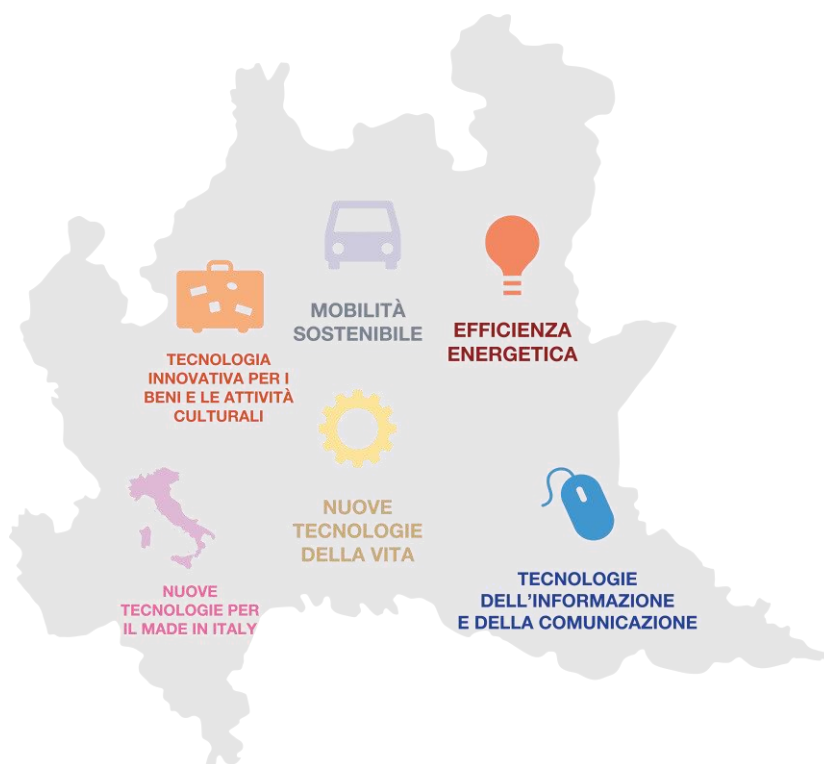 MOBILITÀ
SOSTENIBILE
EFFICIENZA
ENERGETICA
TECNOLOGIA
INNOVATIVA PER I
BENI E LE ATTIVITÀ
CULTURALI
NUOVE
TECNOLOGIE
DELLA VITA
NUOVE
TECNOLOGIE PER
IL MADE IN ITALY
TECNOLOGIE
DELL'INFORMAZIONE
E DELLA COMUNICAZIONE